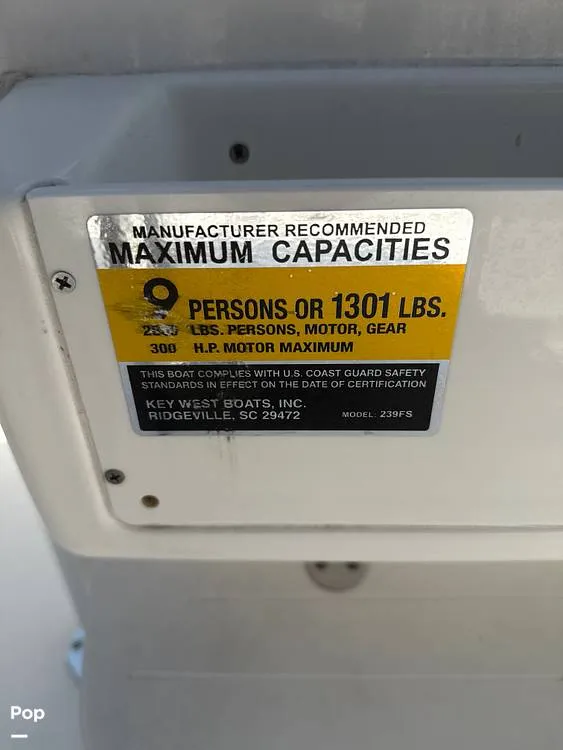 MANUFACTURER RECOMMENDED
MAXIMUM CAPACITIES
9 PERSONS OR 1301 LBS.
LBS. PERSONS, MOTOR, GEAR
300 H.P. MOTOR MAXIMUM
THIS BOAT COMPLIES WITH U.S. COAST GUARD SAFETY
STANDARDS IN EFFECT ON THE DATE OF CERTIFICATION
KEY WEST BOATS, INC.
RIDGEVILLE, SC 29472 MODEL: 239FS
Pop